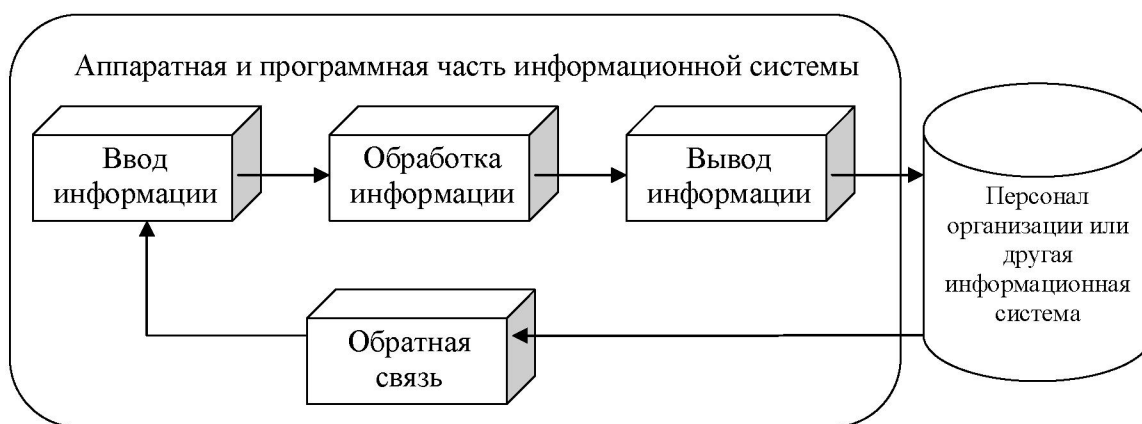 Аппаратная и программная часть информационной системы
Ввод
информации
Обработка
информации
Вывод
информации
Персонал
организации или
другая
информационная
система
Обратная
связь